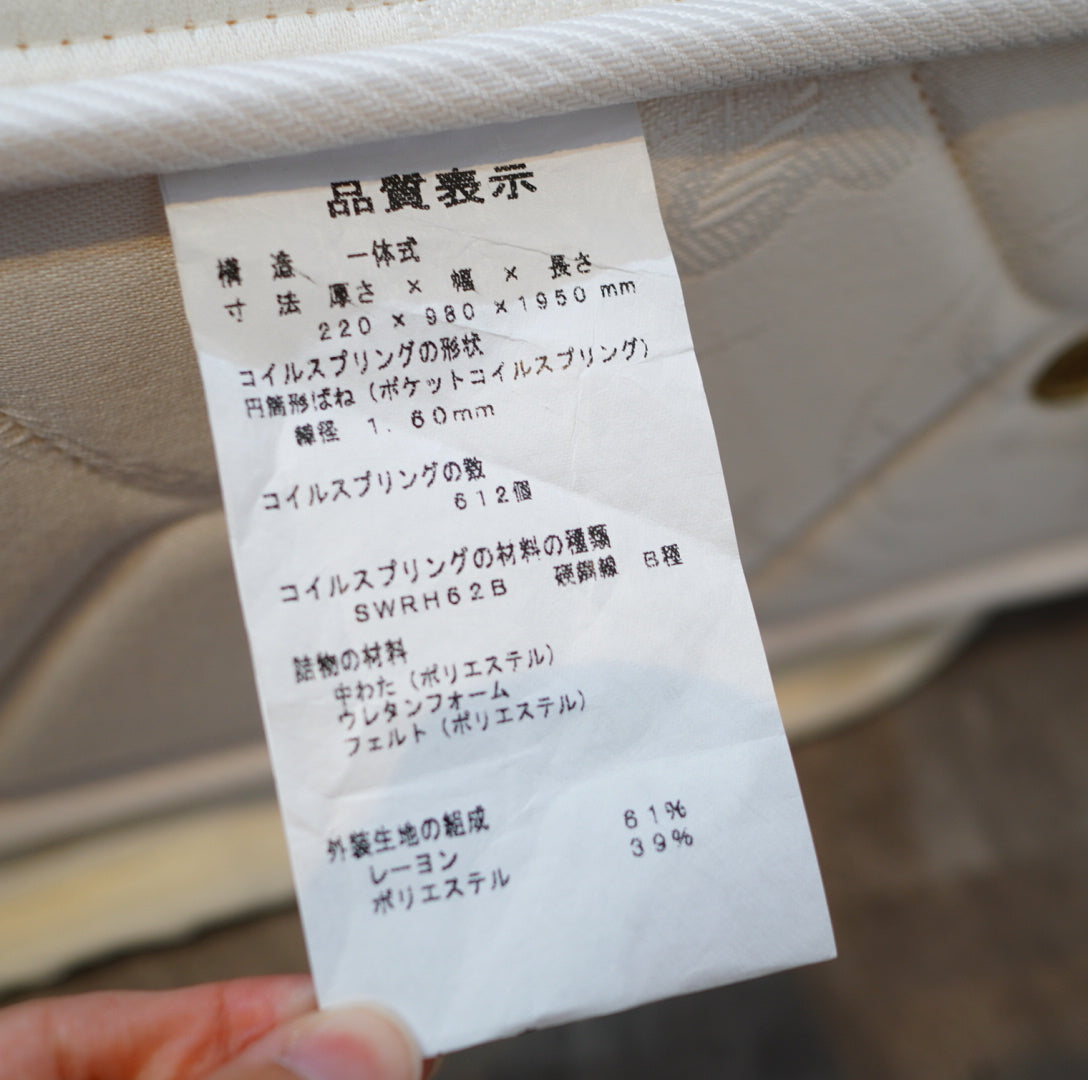 品質表示
構 造 一体式
寸 法 厚さ × 幅 × 長さ
220 × 980 ×1950 mm
コイルスプリングの形状
円筒形ばね（ポケットコイルスプリング）
線径 1. 60mm
コイルスプリングの数
612個
コイルスプリングの材料の種類
SWRH62B 硬鋼線 B種
詰物の材料
中わた（ポリエステル）
ウレタンフォーム
フェルト（ポリエステル）
外装生地の組成
レーヨン 61%
ポリエステル 39%